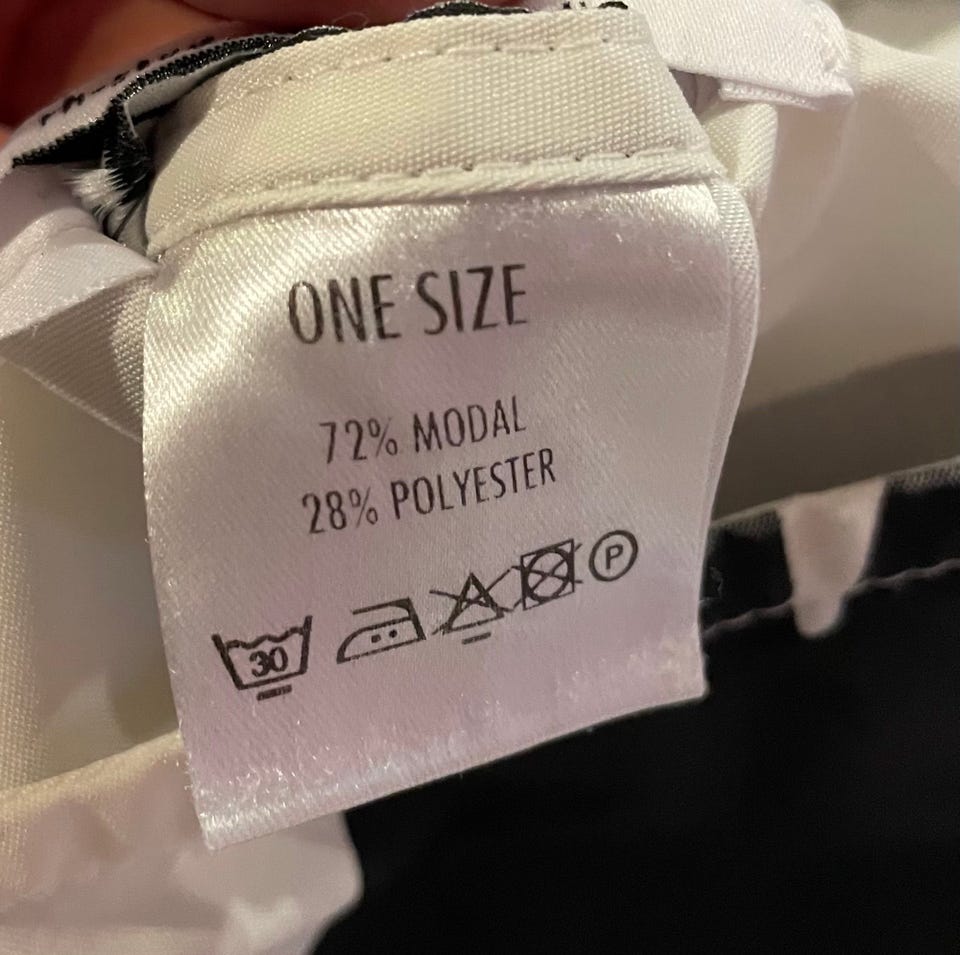 ONE SIZE
72% MODAL
28% POLYESTER
30 P